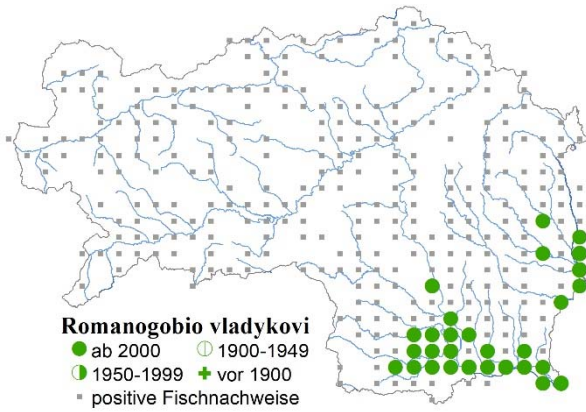 Romanogobio vladykovi
ab 2000 1900-1949
1950-1999 vor 1900
positive Fischnachweise